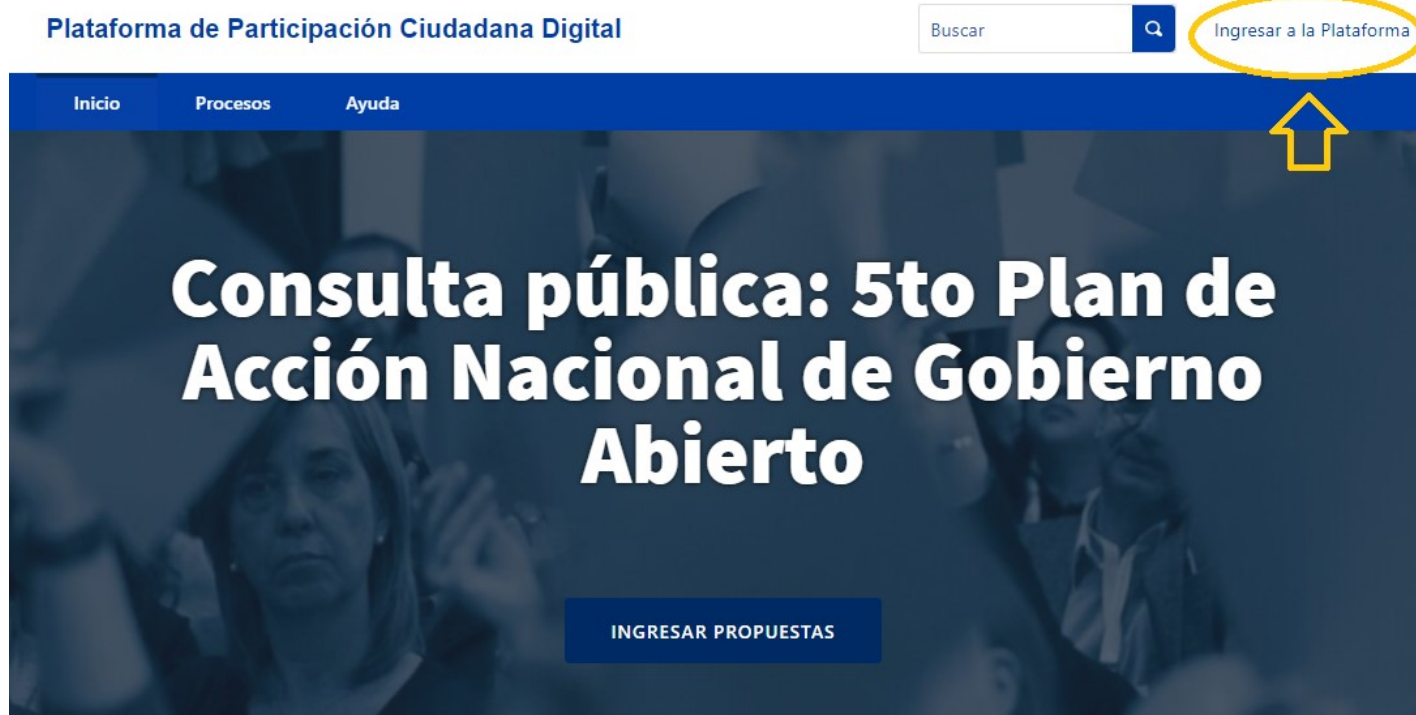 Plataforma de Participación Ciudadana Digital
Buscar
Ingresar a la Plataforma
Inicio
Procesos
Ayuda
Consulta pública: 5to Plan de
Acción Nacional de Gobierno
Abierto
INGRESAR PROPUESTAS